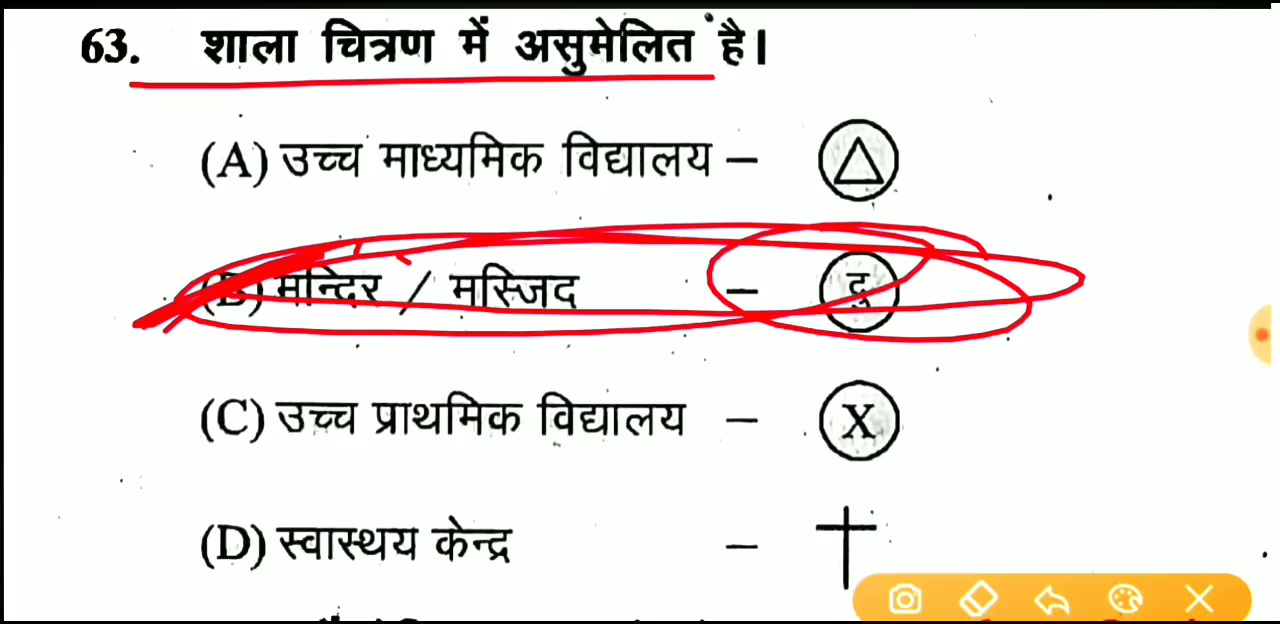 63. शाला चित्रण में असुमेलित है।
(A) उच्च माध्यमिक विद्यालय –
(B) मन्दिर / मस्जिद – दु
(C) उच्च प्राथमिक विद्यालय – X
(D) स्वास्थय केन्द्र –